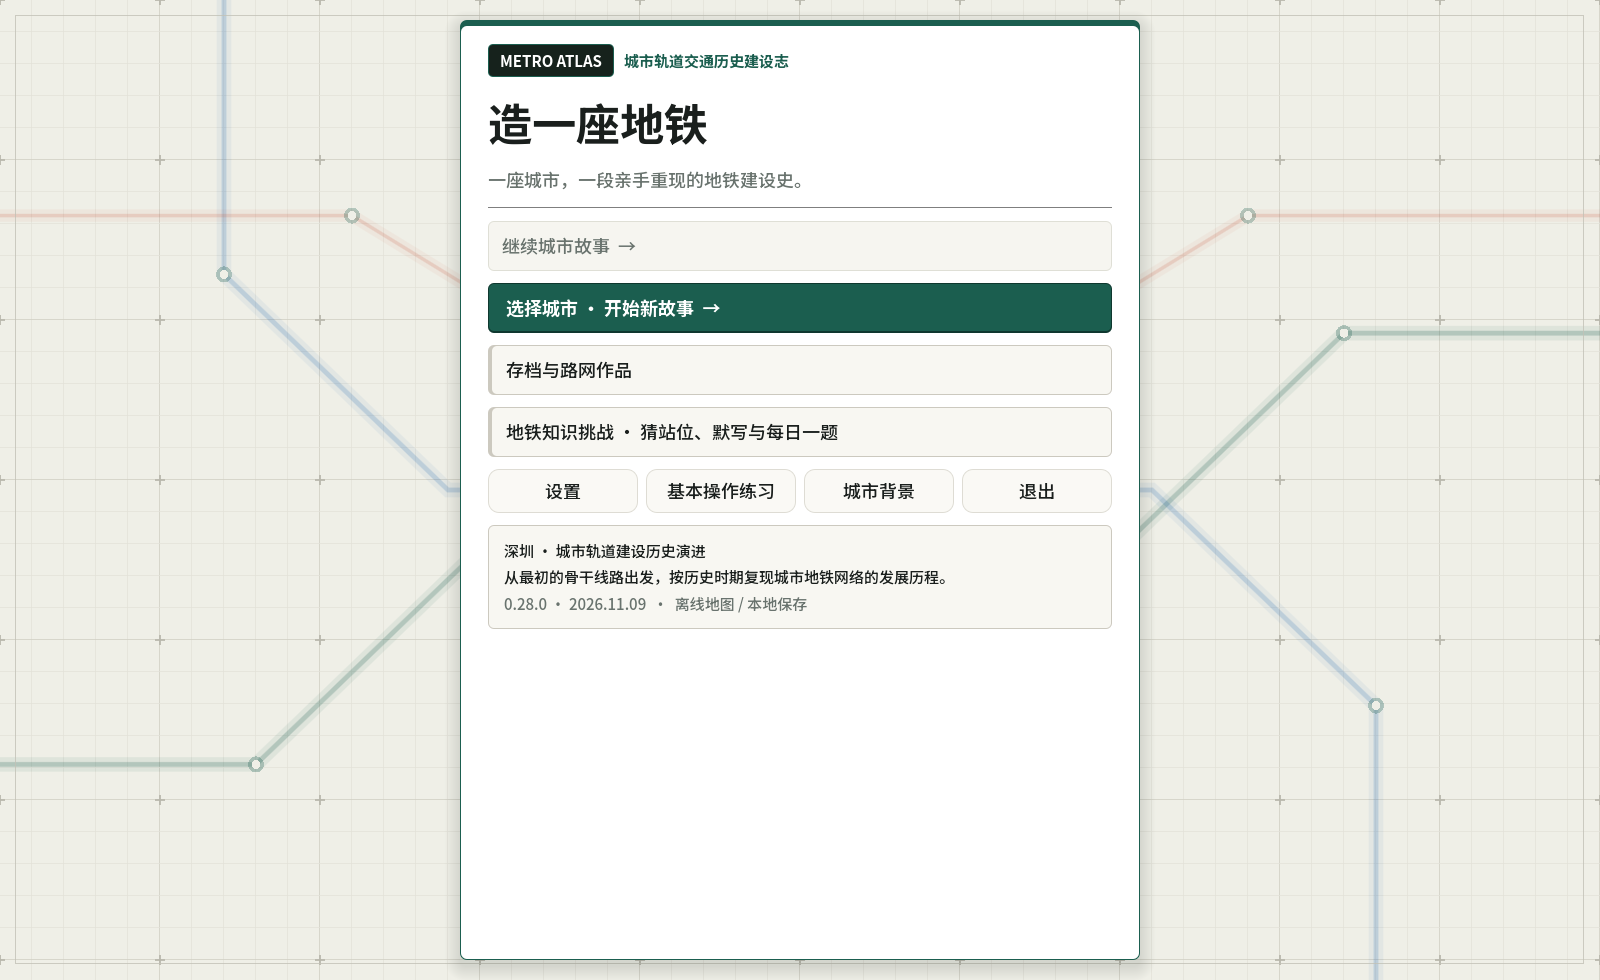 METRO ATLAS 城市轨道交通历史建设志
造一座地铁
一座城市，一段亲手重现的地铁建设史。
继续城市故事 →
选择城市 · 开始新故事 →
存档与路网作品
地铁知识挑战 · 猜站位、默写与每日一题
设置 基本操作练习 城市背景 退出
深圳 · 城市轨道建设历史演进
从最初的骨干线路出发，按历史时期复现城市地铁网络的发展历程。
0.28.0 · 2026.11.09 · 离线地图 / 本地保存